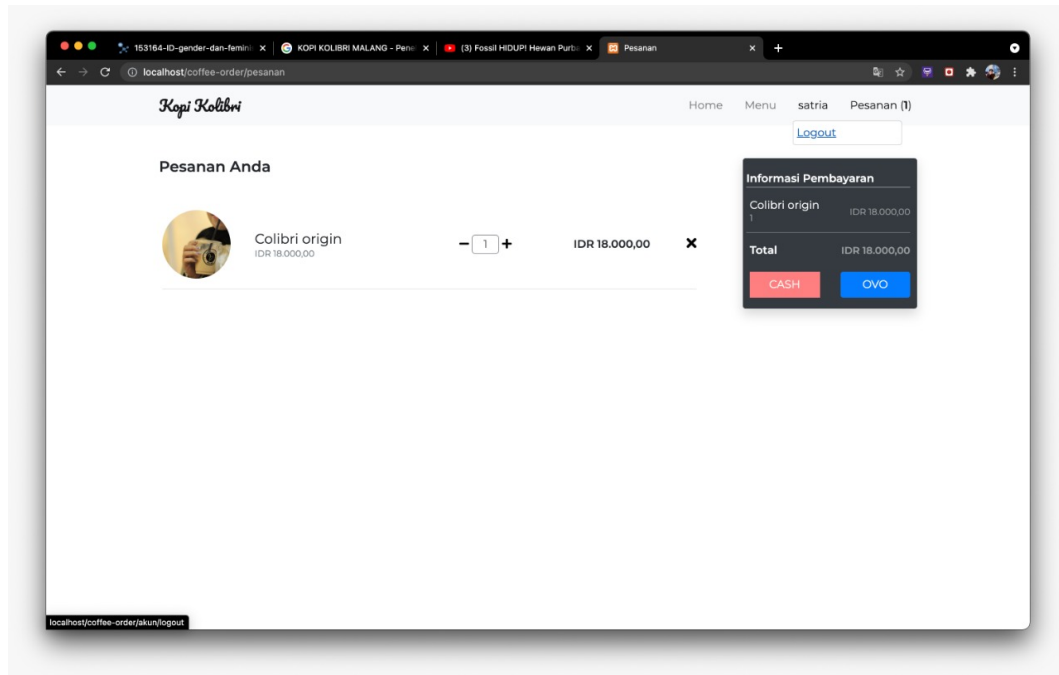 153164-ID-gender-dan-femini
KOPI KOLIBRI MALANG - Pene
(3) Fossil HIDUP! Hewan Purba
Pesanan
localhost/coffee-order/pesanan
Kopi Kolibri
Home
Menu
satria
Pesanan (1)
Logout
Pesanan Anda
Colibri origin
IDR 18.000,00
1
IDR 18.000,00
Informasi Pembayaran
Colibri origin
1
IDR 18.000,00
Total
IDR 18.000,00
CASH
OVO
localhost/coffee-order/akun/logout